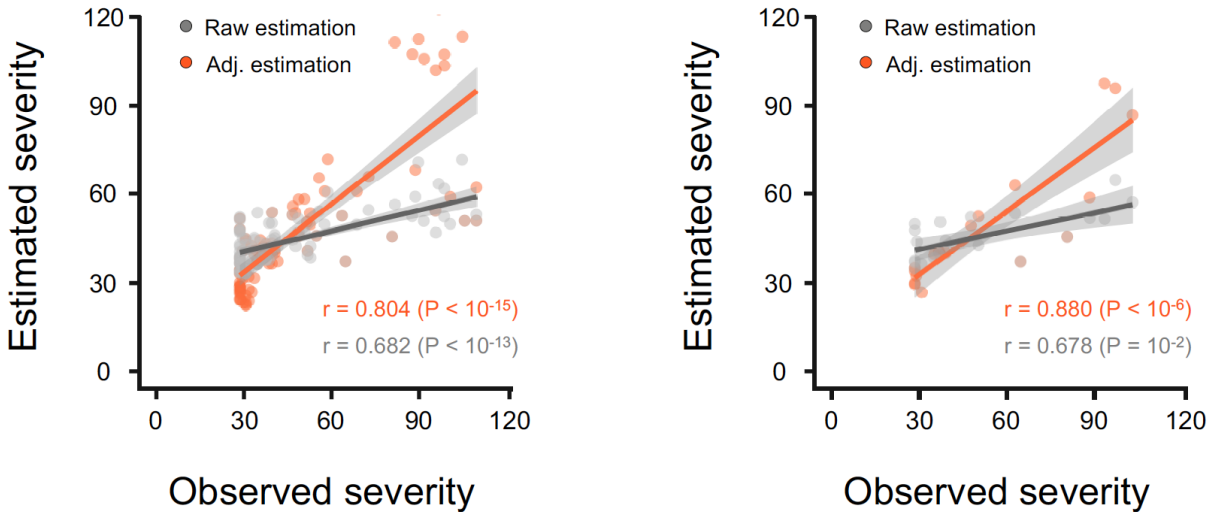 Estimated severity
120
90
60
30
0
Raw estimation
Adj. estimation
r = 0.804 (P < 10-15)
r = 0.682 (P < 10-13)
0 30 60 90 120
Observed severity
Estimated severity
120
90
60
30
0
Raw estimation
Adj. estimation
r = 0.880 (P < 10-6)
r = 0.678 (P = 10-2)
0 30 60 90 120
Observed severity